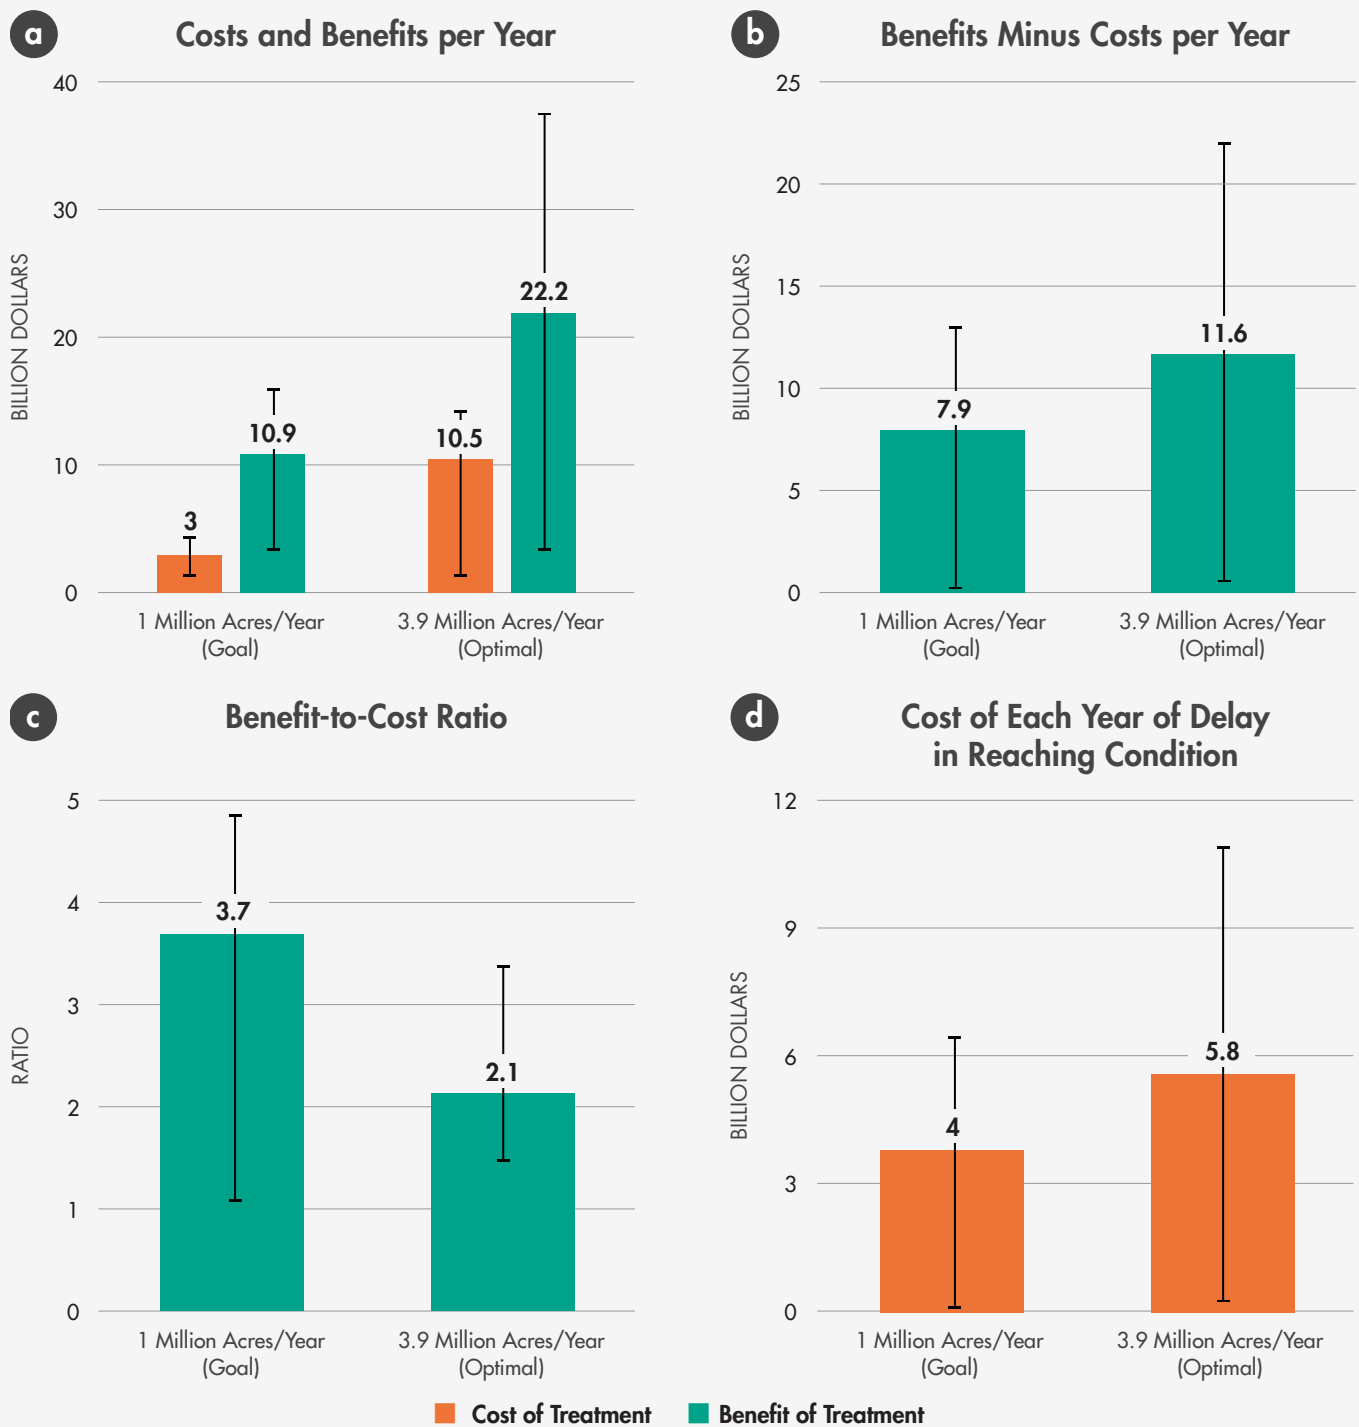 a
Costs and Benefits per Year
40
30
20
10
0
BILLION DOLLARS
3
10.9
10.5
22.2
1 Million Acres/Year
(Goal)
3.9 Million Acres/Year
(Optimal)
b
Benefits Minus Costs per Year
25
20
15
10
5
0
BILLION DOLLARS
7.9
11.6
1 Million Acres/Year
(Goal)
3.9 Million Acres/Year
(Optimal)
c
Benefit-to-Cost Ratio
5
4
3
2
1
0
RATIO
3.7
2.1
1 Million Acres/Year
(Goal)
3.9 Million Acres/Year
(Optimal)
d
Cost of Each Year of Delay
in Reaching Condition
12
9
6
3
0
BILLION DOLLARS
4
5.8
1 Million Acres/Year
(Goal)
3.9 Million Acres/Year
(Optimal)
Cost of Treatment
Benefit of Treatment